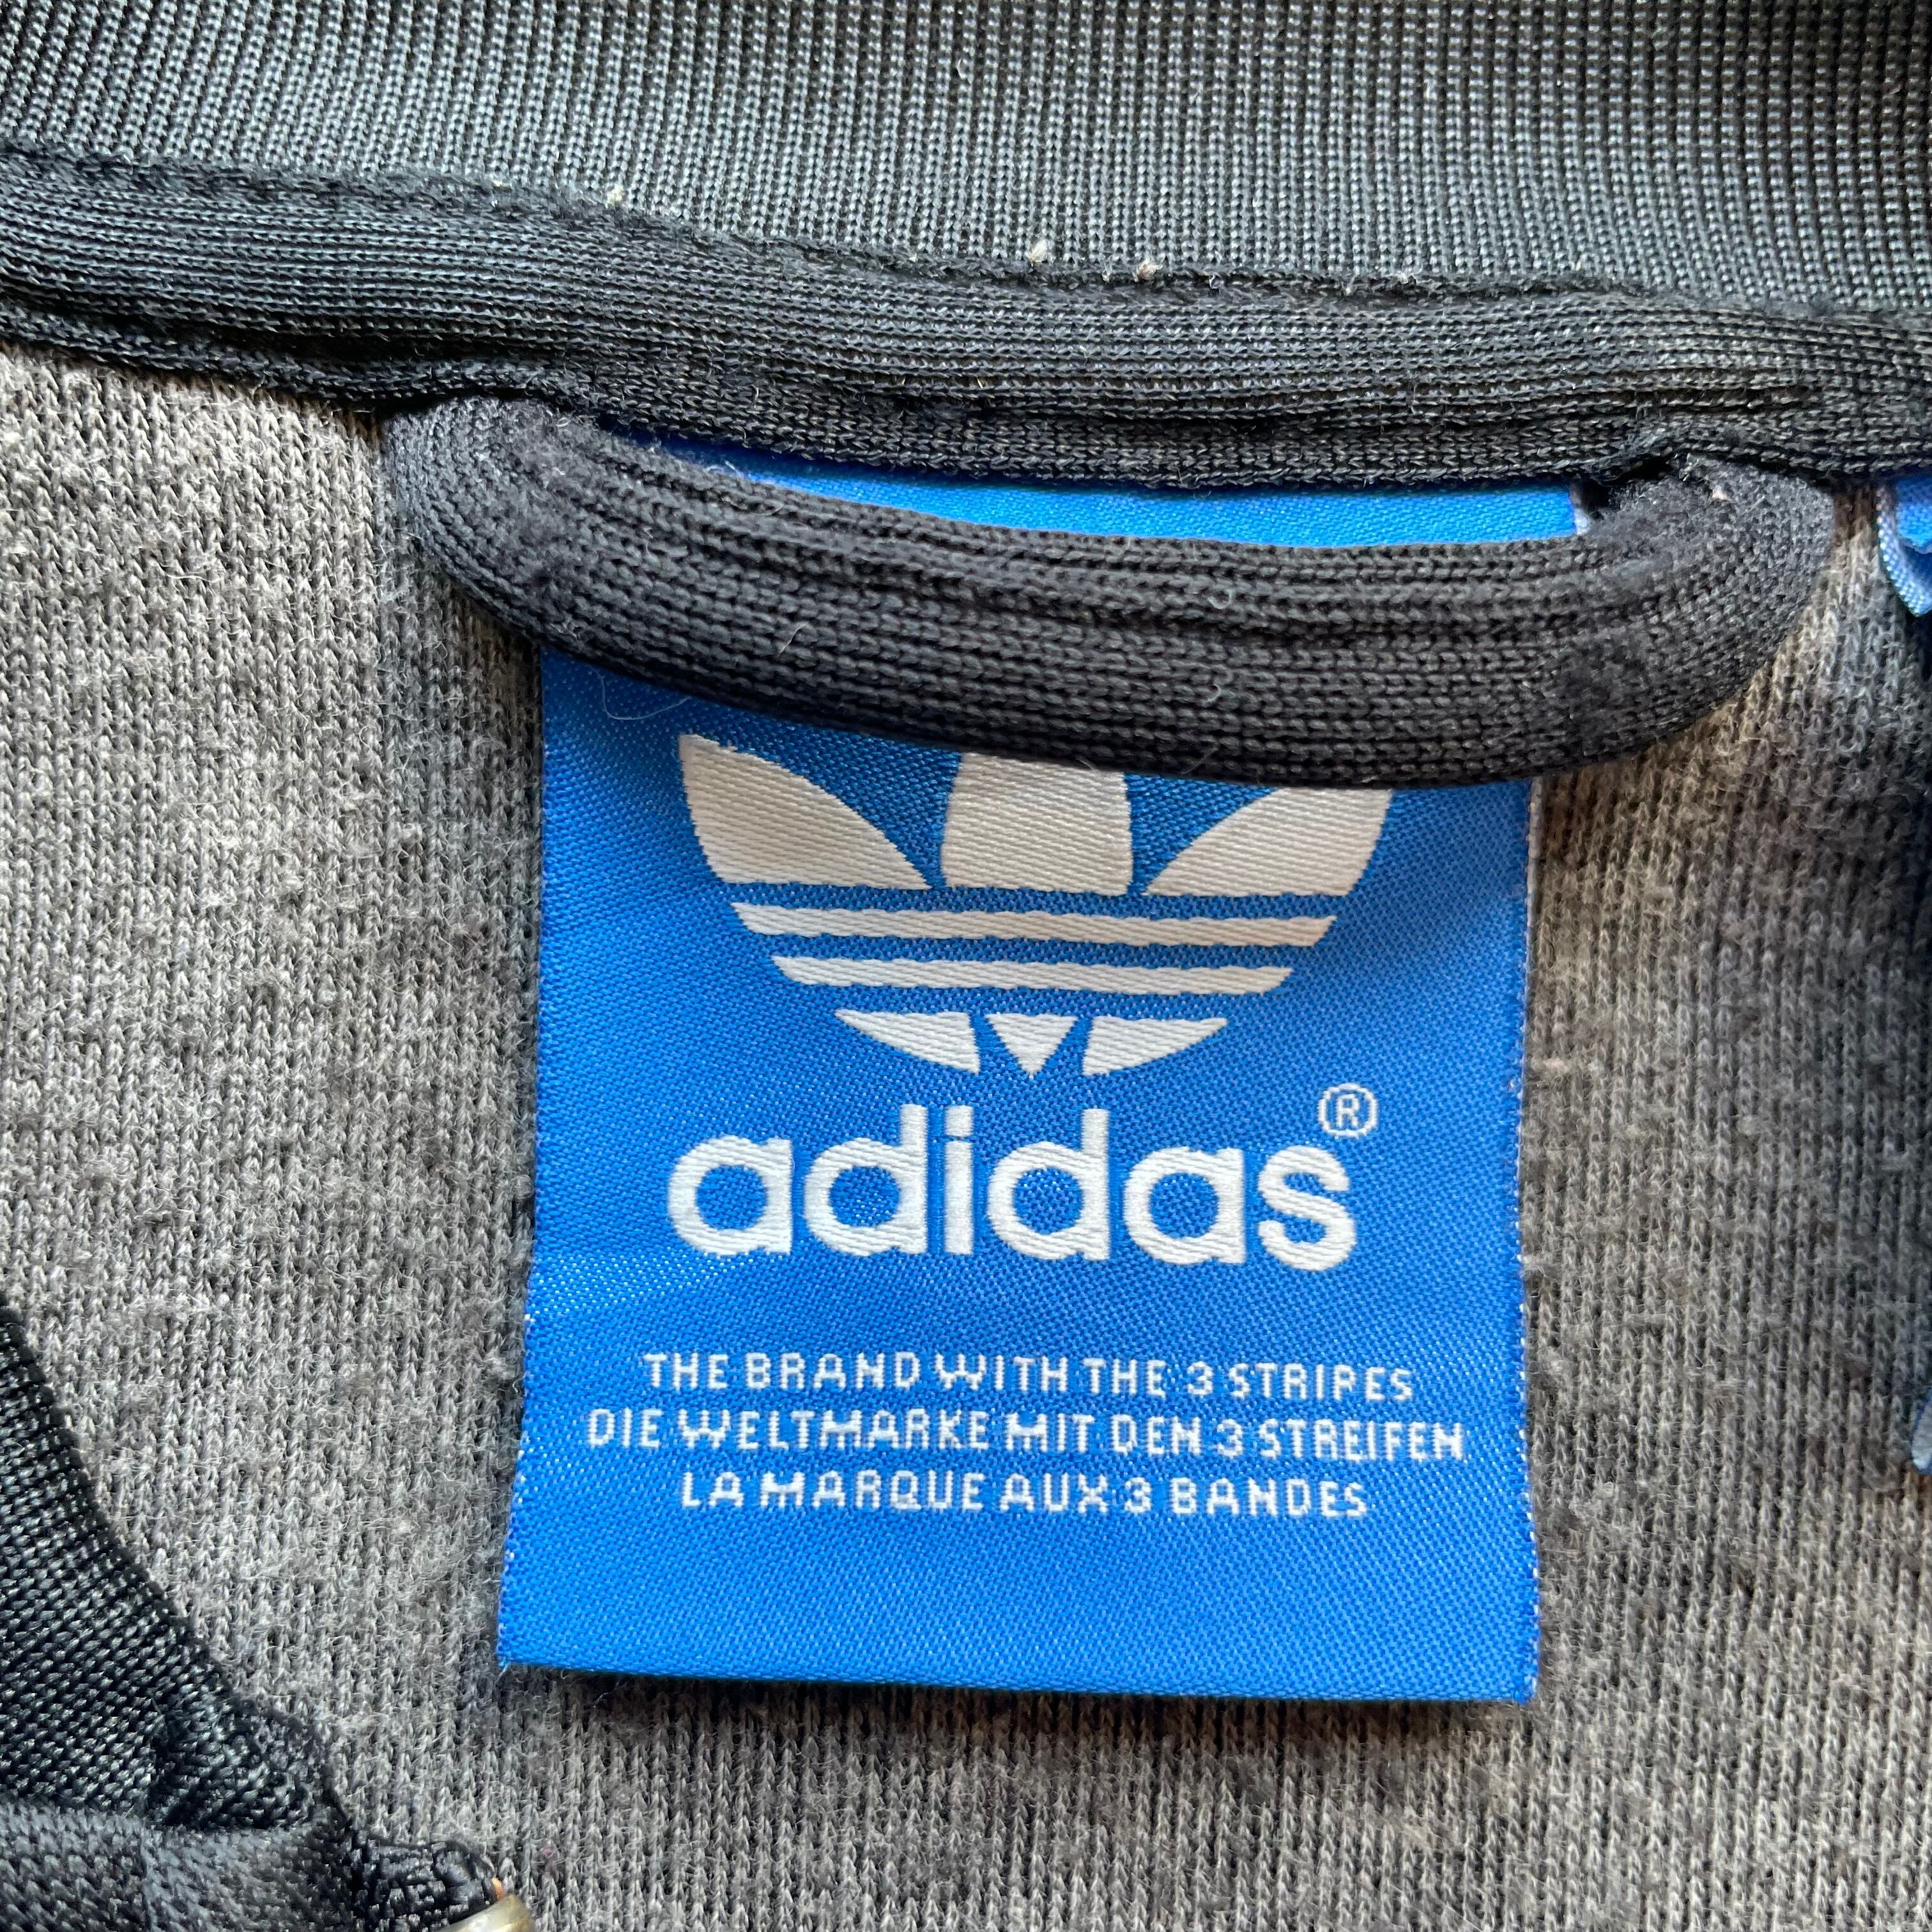 adidas®
THE BRAND WITH THE 3 STRIPES
DIE WELTMARKE MIT DEN 3 STREIFEN
LA MARQUE AUX 3 BANDES